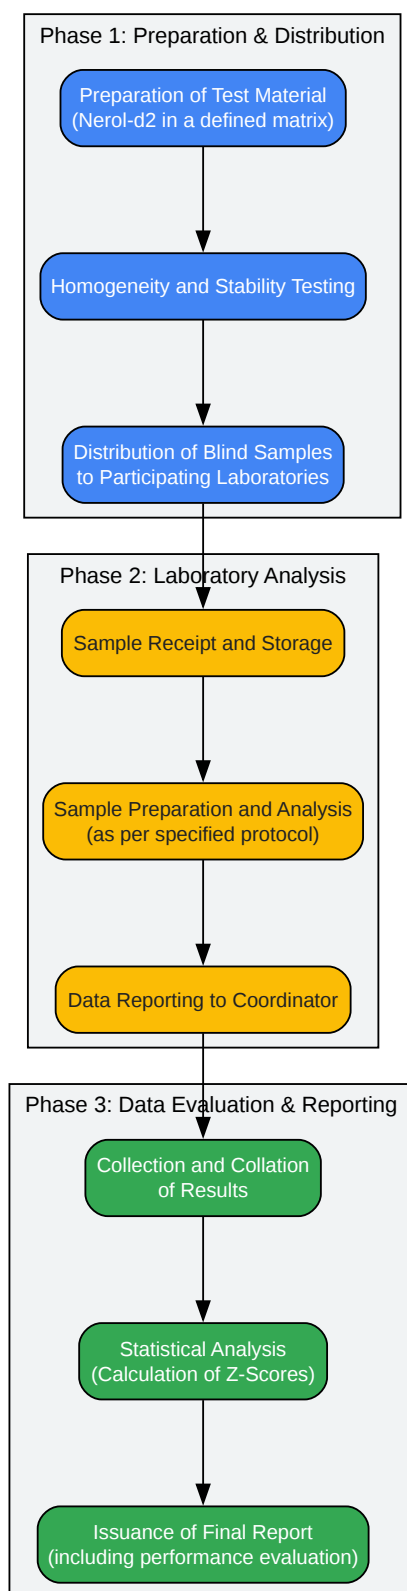 Phase 1: Preparation & Distribution
Preparation of Test Material
(Nerol-d2 in a defined matrix)
Homogeneity and Stability Testing
Distribution of Blind Samples
to Participating Laboratories
Phase 2: Laboratory Analysis
Sample Receipt and Storage
Sample Preparation and Analysis
(as per specified protocol)
Data Reporting to Coordinator
Phase 3: Data Evaluation & Reporting
Collection and Collation
of Results
Statistical Analysis
(Calculation of Z-Scores)
Issuance of Final Report
(including performance evaluation)